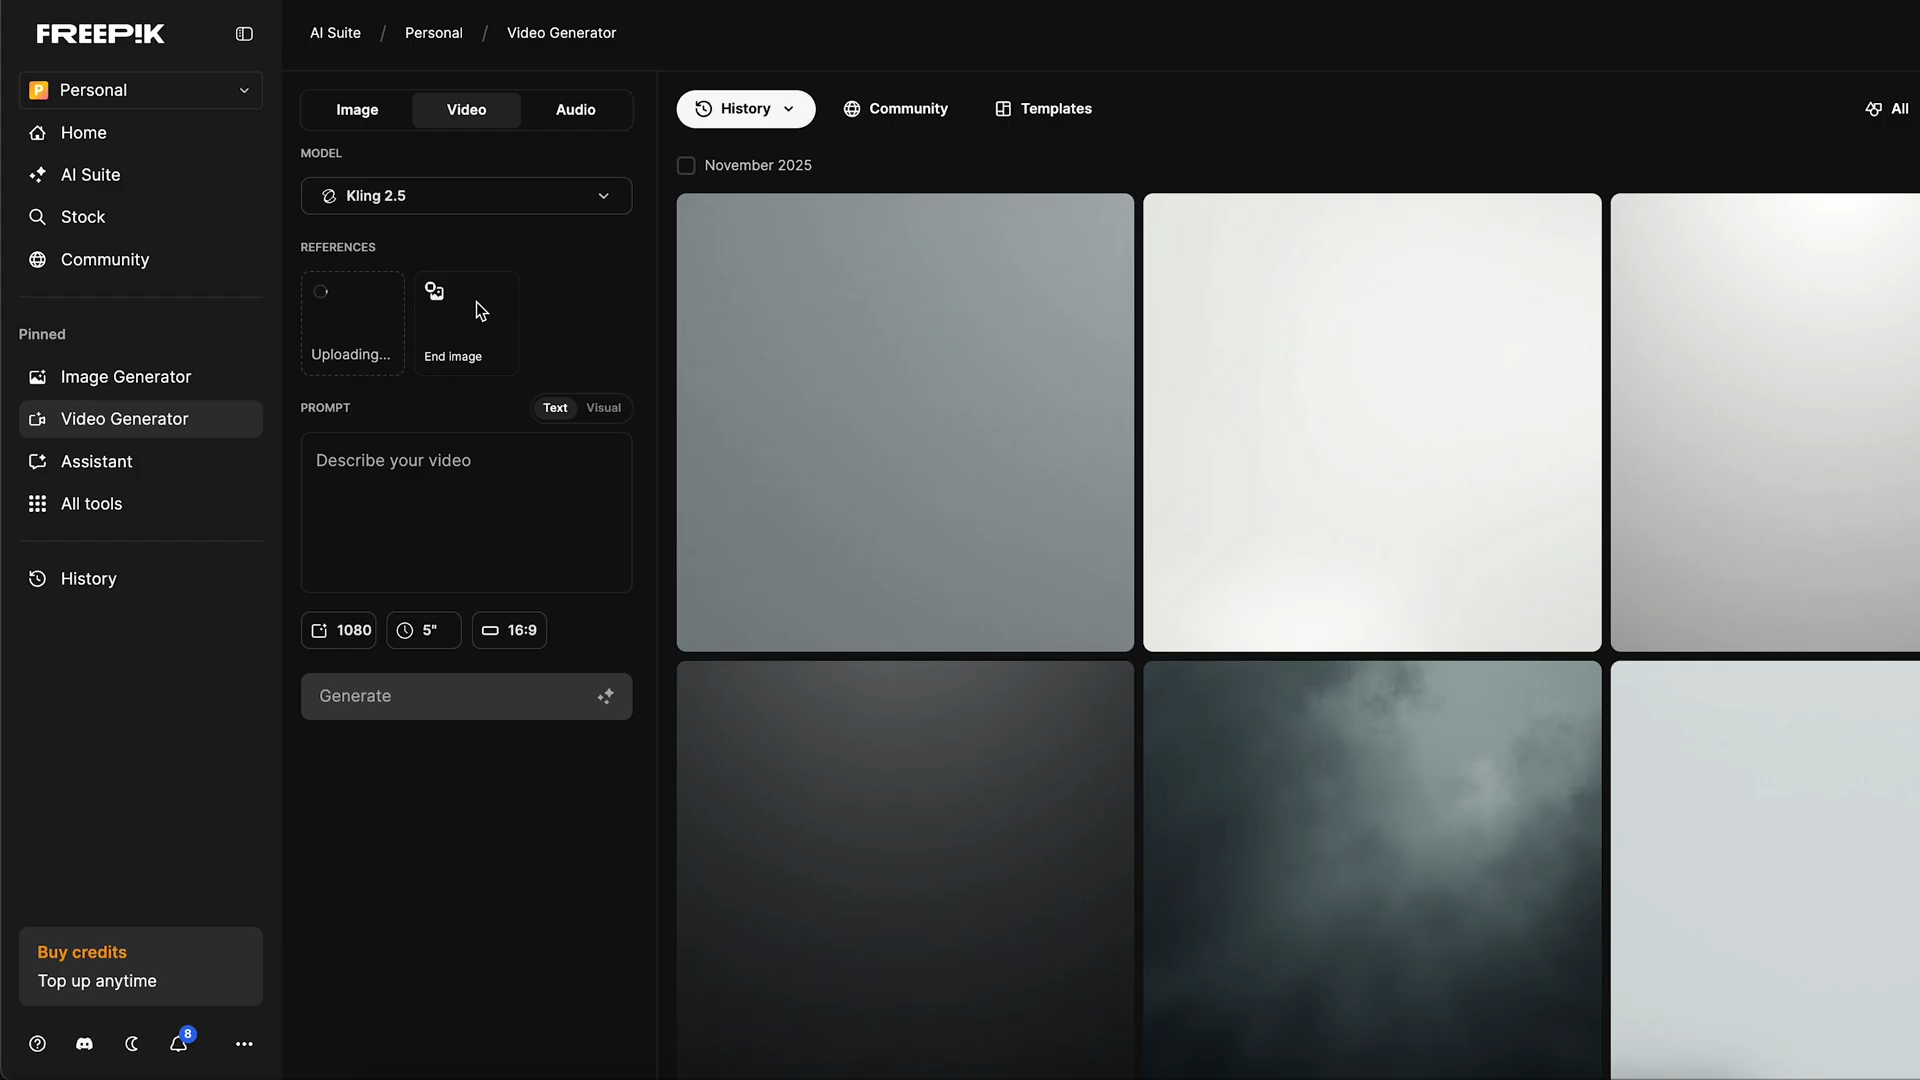 FREEP!K
AI Suite / Personal / Video Generator
P Personal
Home
AI Suite
Stock
Community
Pinned
Image Generator
Video Generator
Assistant
All tools
History
Buy credits
Top up anytime
8
Image Video Audio
MODEL
Kling 2.5
REFERENCES
Uploading...
End image
PROMPT
Text Visual
Describe your video
1080 5" 16:9
Generate
History Community Templates
All
November 2025